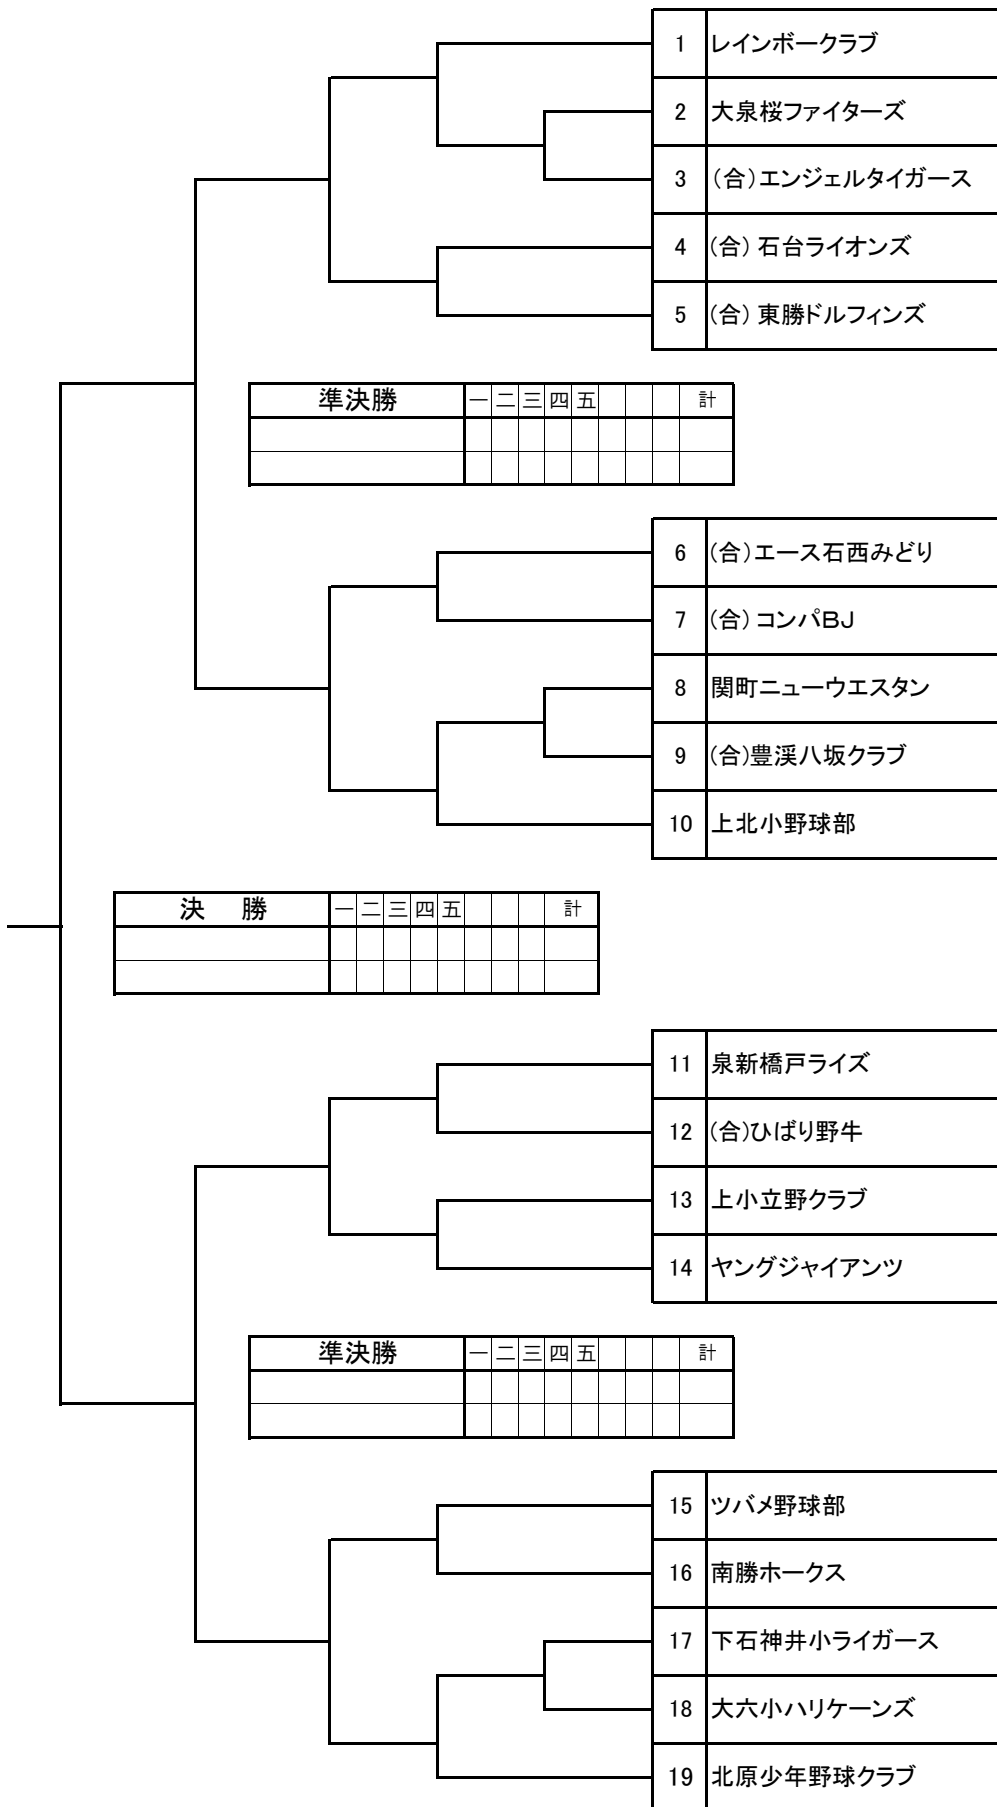 1 レインボークラブ
2 大泉桜ファイターズ
3 (合)エンジェルタイガース
4 (合) 石台ライオンズ
5 (合) 東勝ドルフィンズ
準決勝 一 二 三 四 五 計
6 (合)エース石西みどり
7 (合) コンパBJ
8 関町ニューウエスタン
9 (合)豊渓八坂クラブ
10 上北小野球部
決 勝 一 二 三 四 五 計
11 泉新橋戸ライズ
12 (合)ひばり野牛
13 上小立野クラブ
14 ヤングジャイアンツ
準決勝 一 二 三 四 五 計
15 ツバメ野球部
16 南勝ホークス
17 下石神井小ライガース
18 大六小ハリケーンズ
19 北原少年野球クラブ